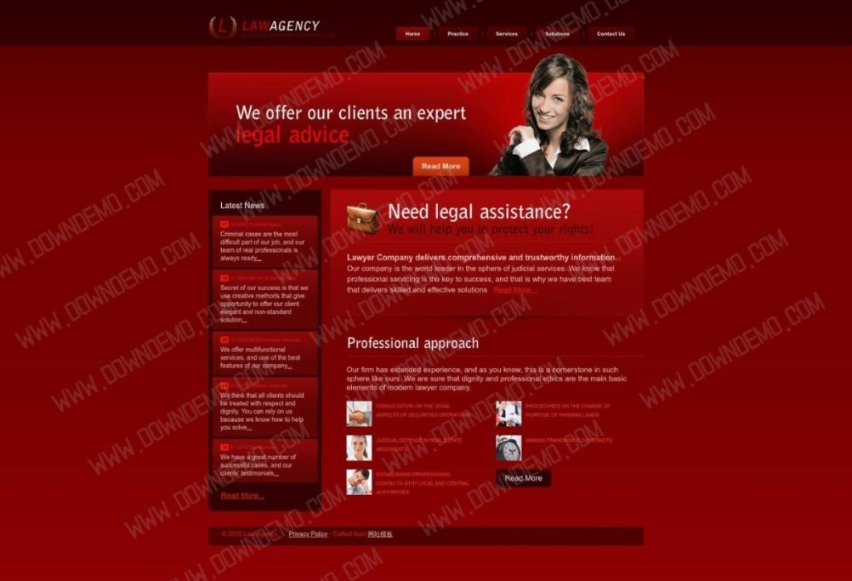 LAWAGENCY
Home
Practice
Services
Solutions
Contact Us
We offer our clients an expert
legal advice
Read More
Latest News
Criminal cases are the most
difficult part of our job, and our
team of real professionals is
always ready...
Secret of our success is that we
use creative methods that give
opportunity to offer our client
elegant and non-standard
solution...
We offer multifunctional
services, and one of the best
features of our company...
We think that all clients should
be treated with respect and
dignity. You can rely on us
because we know how to help
you solve...
We have a great number of
successful cases, and our
clients' testimonials...
Read More...
Need legal assistance?
We will help you to protect your rights!
Lawyer Company delivers comprehensive and trustworthy information.
Our company is the world leader in the sphere of judicial services. We know that
professional servicing is the key to success, and that is why we have best team
that delivers skilled and effective solutions. Read More...
Professional approach
Our firm has extended experience, and as you know, this is a cornerstone in such
sphere like ours. We are sure that dignity and professional ethics are the main basic
elements of modern lawyer company.
CONSULTATION ON THE LEGAL
ASPECTS OF SECURITIES OPERATIONS
PROCEDURES ON THE CHANGE OF
PURPOSE OF FARMING LANDS
JUDICIAL DEFENSE IN REAL ESTATE
ARGUMENTS
MAKING FRANCHISING CONTRACTS
ESTABLISHING PROFESSIONAL
CONTACTS WITH LOCAL AND CENTRAL
AUTHORITIES
Read More
© 2010 Law Agency
Privacy Policy - Collect from 网站模板
WWW.DOWNDEMO.COM